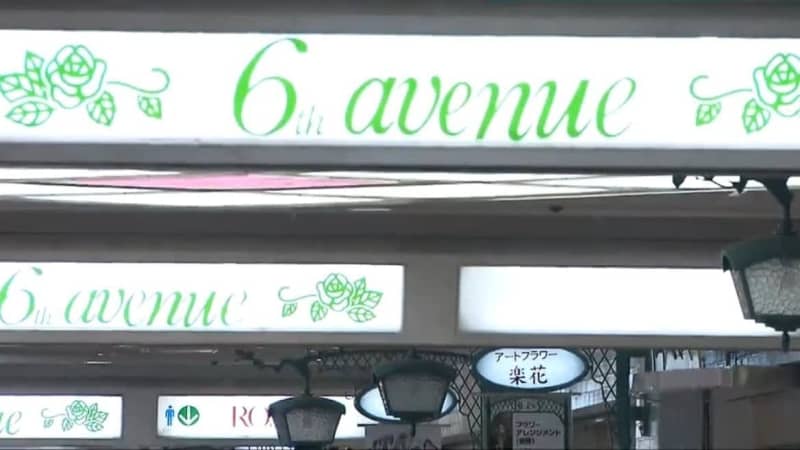 6th avenue
6th avenue
アートフラワー
楽花
フラワー
アレンジメント